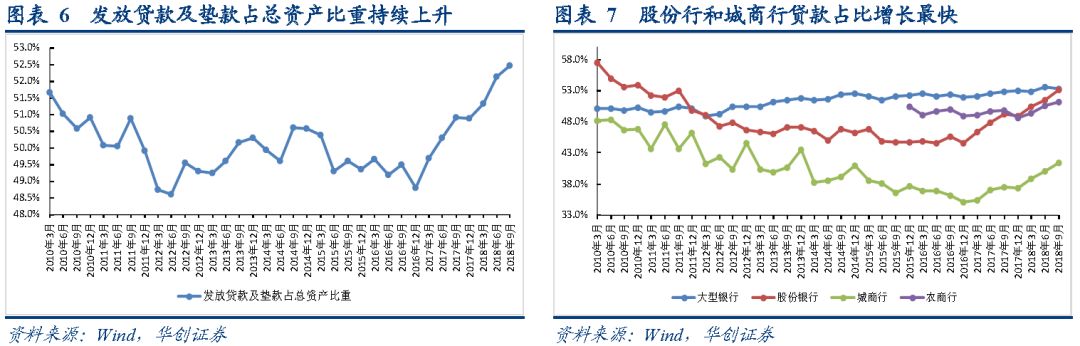 图表 6 发放贷款及垫款占总资产比重持续上升
53.0%
52.5%
52.0%
51.5%
51.0%
50.5%
50.0%
49.5%
49.0%
48.5%
48.0%
2010年3月
2010年6月
2010年9月
2010年12月
2011年3月
2011年6月
2011年9月
2011年12月
2012年3月
2012年6月
2012年9月
2012年12月
2013年3月
2013年6月
2013年9月
2013年12月
2014年3月
2014年6月
2014年9月
2014年12月
2015年3月
2015年6月
2015年9月
2015年12月
2016年3月
2016年6月
2016年9月
2016年12月
2017年3月
2017年6月
2017年9月
2017年12月
2018年3月
2018年6月
2018年9月
发放贷款及垫款占总资产比重
资料来源：Wind，华创证券
图表 7 股份行和城商行贷款占比增长最快
58.0%
53.0%
48.0%
43.0%
38.0%
33.0%
2010年3月
2010年6月
2010年9月
2010年12月
2011年3月
2011年6月
2011年9月
2011年12月
2012年3月
2012年6月
2012年9月
2012年12月
2013年3月
2013年6月
2013年9月
2013年12月
2014年3月
2014年6月
2014年9月
2014年12月
2015年3月
2015年6月
2015年9月
2015年12月
2016年3月
2016年6月
2016年9月
2016年12月
2017年3月
2017年6月
2017年9月
2017年12月
2018年3月
2018年6月
2018年9月
大型银行 股份银行 城商行 农商行
资料来源：Wind，华创证券